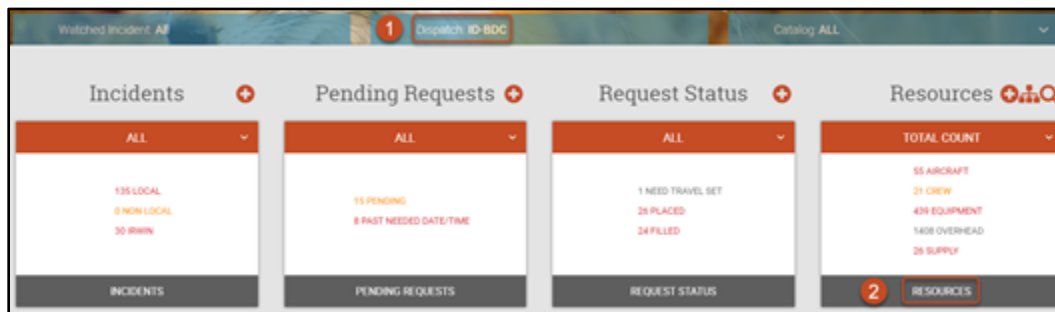 Watched Incident: All
1
Dispatch: ID-BDC
Catalog: ALL
Incidents
Pending Requests
Request Status
Resources
ALL
ALL
ALL
TOTAL COUNT
135 LOCAL
0 NON LOCAL
30 IRWIN
15 PENDING
8 PAST NEEDED DATE/TIME
1 NEED TRAVEL SET
26 PLACED
24 FILLED
55 AIRCRAFT
21 CREW
439 EQUIPMENT
1408 OVERHEAD
26 SUPPLY
INCIDENTS
PENDING REQUESTS
REQUEST STATUS
2
RESOURCES